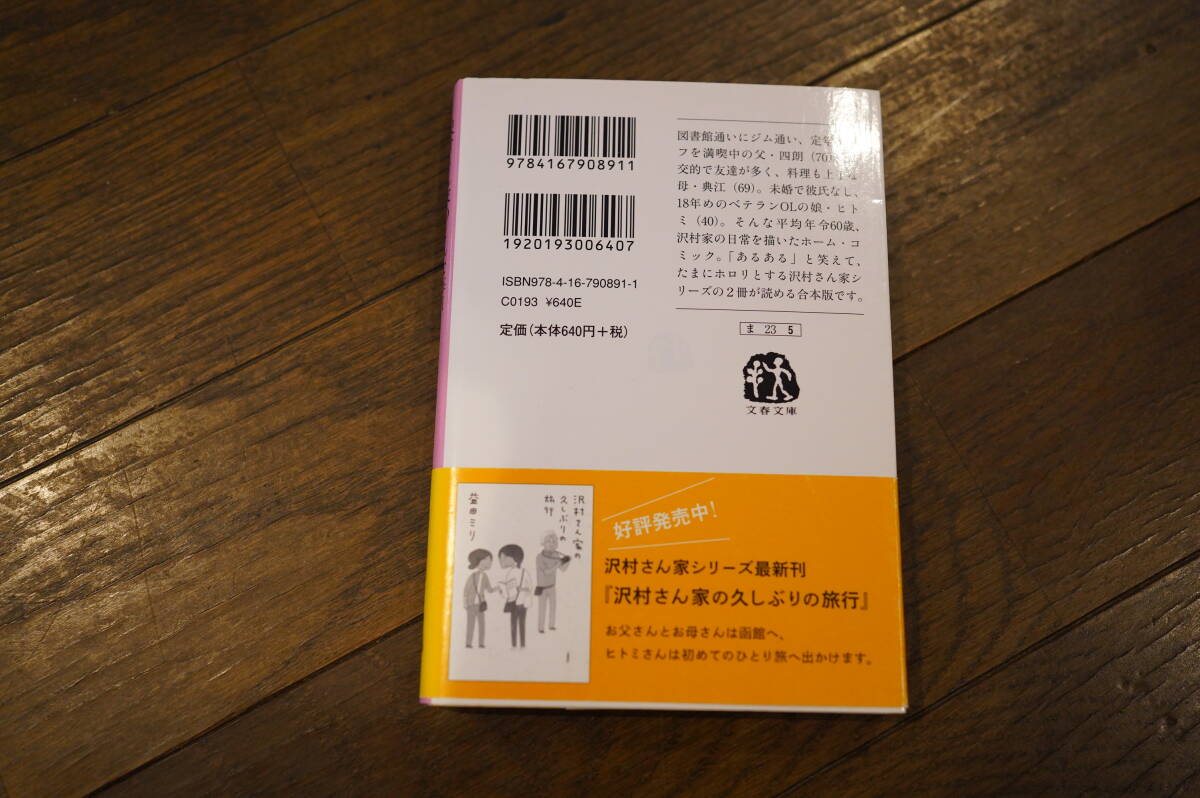 9784167908911
1920193006407
ISBN978-4-16-790891-1
C0193 ¥640E
定価(本体640円+税)
図書館通いにジム通い、定年
フを満喫中の父・四朗(70)
交的で友達が多く、料理も上手な
母・典江(69)。未婚で彼氏なし、
18年めのベテランOLの娘・ヒト
ミ(40)。そんな平均年令60歳、
沢村家の日常を描いたホーム・コ
ミック。「あるある」と笑えて、
たまにホロリとする沢村さん家シ
リーズの2冊が読める合本版です。
ま 23 5
文春文庫
沢村さん家の
久しぶりの
旅行
益田ミリ
好評発売中!
沢村さん家シリーズ最新刊
『沢村さん家の久しぶりの旅行』
お父さんとお母さんは函館へ、
ヒトミさんは初めてのひとり旅へ出かけます。